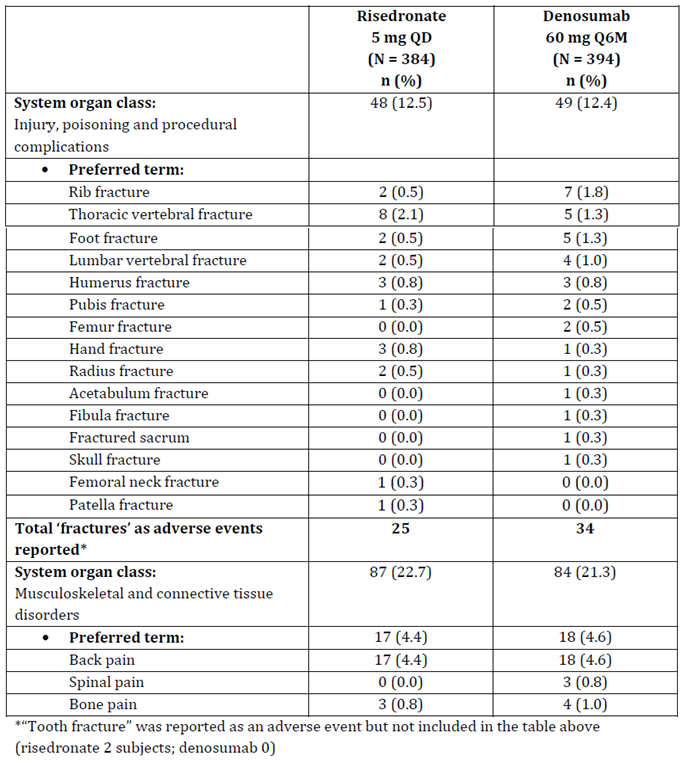 Risedronate
5 mg QD
(N = 384)
n (%)
Denosumab
60 mg Q6M
(N = 394)
n (%)
System organ class:
Injury, poisoning and procedural
complications
48 (12.5)
49 (12.4)
• Preferred term:
Rib fracture 2 (0.5) 7 (1.8)
Thoracic vertebral fracture 8 (2.1) 5 (1.3)
Foot fracture 2 (0.5) 5 (1.3)
Lumbar vertebral fracture 2 (0.5) 4 (1.0)
Humerus fracture 3 (0.8) 3 (0.8)
Pubis fracture 1 (0.3) 2 (0.5)
Femur fracture 0 (0.0) 2 (0.5)
Hand fracture 3 (0.8) 1 (0.3)
Radius fracture 2 (0.5) 1 (0.3)
Acetabulum fracture 0 (0.0) 1 (0.3)
Fibula fracture 0 (0.0) 1 (0.3)
Fractured sacrum 0 (0.0) 1 (0.3)
Skull fracture 0 (0.0) 1 (0.3)
Femoral neck fracture 1 (0.3) 0 (0.0)
Patella fracture 1 (0.3) 0 (0.0)
Total ‘fractures’ as adverse events
reported*
25
34
System organ class:
Musculoskeletal and connective tissue
disorders
87 (22.7)
84 (21.3)
• Preferred term: 17 (4.4) 18 (4.6)
Back pain 17 (4.4) 18 (4.6)
Spinal pain 0 (0.0) 3 (0.8)
Bone pain 3 (0.8) 4 (1.0)
*“Tooth fracture” was reported as an adverse event but not included in the table above
(risedronate 2 subjects; denosumab 0)